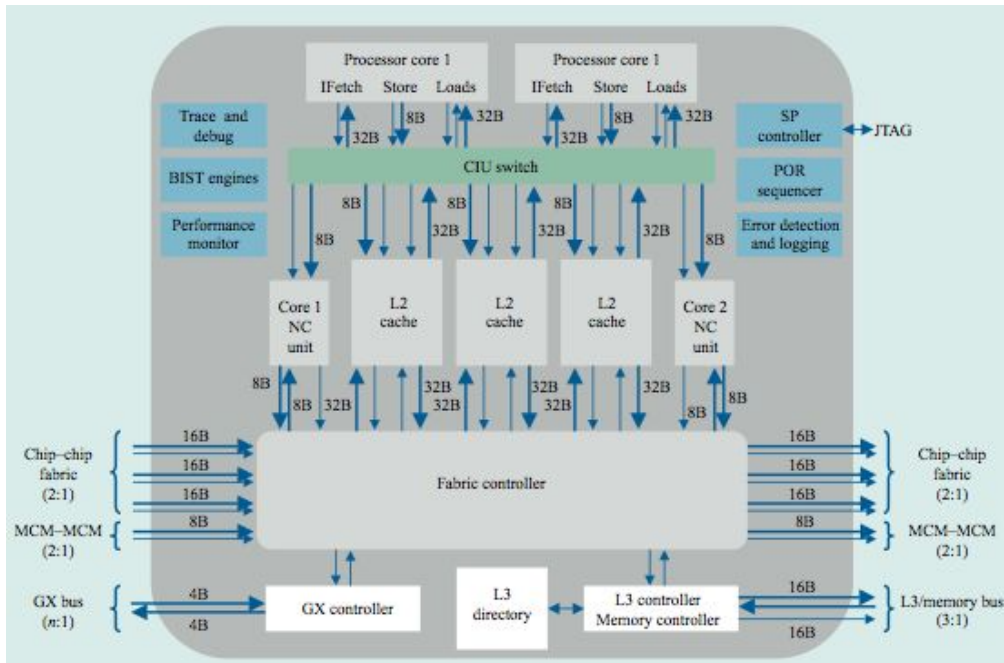 Processor core 1
Processor core 1
IFetch Store Loads
IFetch Store Loads
8B
32B
32B
8B
32B
32B
Trace and
debug
BIST engines
Performance
monitor
SP
controller
JTAG
POR
sequencer
Error detection
and logging
CIU switch
8B
8B
32B
8B
32B
8B
32B
8B
Core 1
NC
unit
L2
cache
L2
cache
L2
cache
Core 2
NC
unit
8B
8B
32B
32B
32B
32B
32B
32B
8B
8B
Chip–chip
fabric
(2:1)
16B
16B
16B
MCM–MCM
(2:1)
8B
Fabric controller
16B
16B
16B
Chip–chip
fabric
(2:1)
8B
MCM–MCM
(2:1)
GX bus
(n:1)
4B
4B
GX controller
L3
directory
L3 controller
Memory controller
16B
16B
L3/memory bus
(3:1)